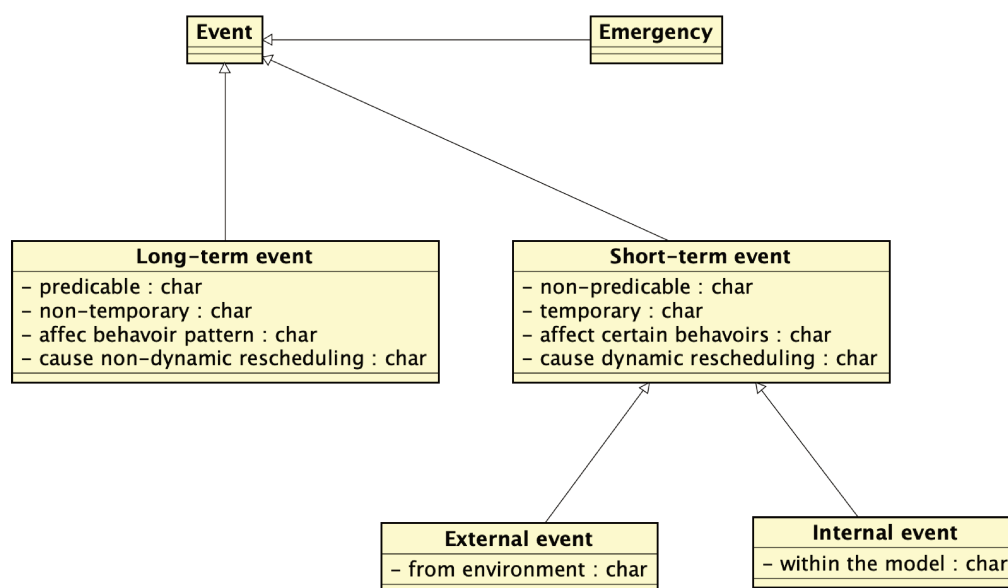 Event
Emergency
Long-term event
- predicable : char
- non-temporary : char
- affec behavoir pattern : char
- cause non-dynamic rescheduling : char
Short-term event
- non-predicable : char
- temporary : char
- affect certain behavoirs : char
- cause dynamic rescheduling : char
External event
- from environment : char
Internal event
- within the model : char